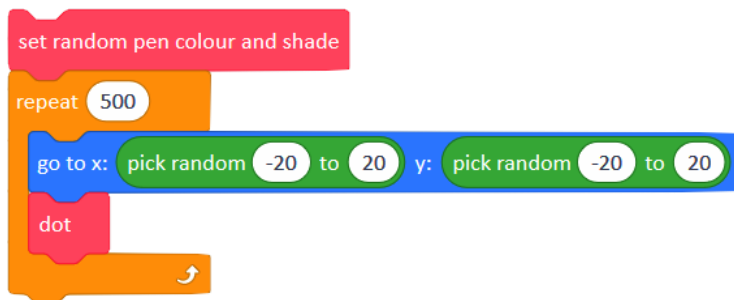 set random pen colour and shade
repeat 500
go to x: pick random -20 to 20 y: pick random -20 to 20
dot